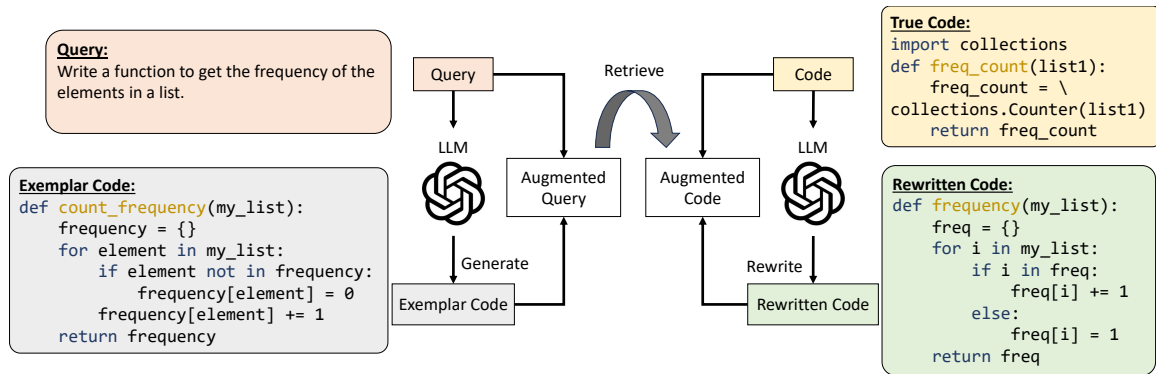 Query:
Write a function to get the frequency of the
elements in a list.
Exemplar Code:
def count_frequency(my_list):
    frequency = {}
    for element in my_list:
        if element not in frequency:
            frequency[element] = 0
        frequency[element] += 1
    return frequency
Query
LLM
Generate
Exemplar Code
Augmented
Query
Retrieve
Augmented
Code
Code
LLM
Rewrite
Rewritten Code
True Code:
import collections
def freq_count(list1):
    freq_count = \
collections.Counter(list1)
    return freq_count
Rewritten Code:
def frequency(my_list):
    freq = {}
    for i in my_list:
        if i in freq:
            freq[i] += 1
        else:
            freq[i] = 1
    return freq